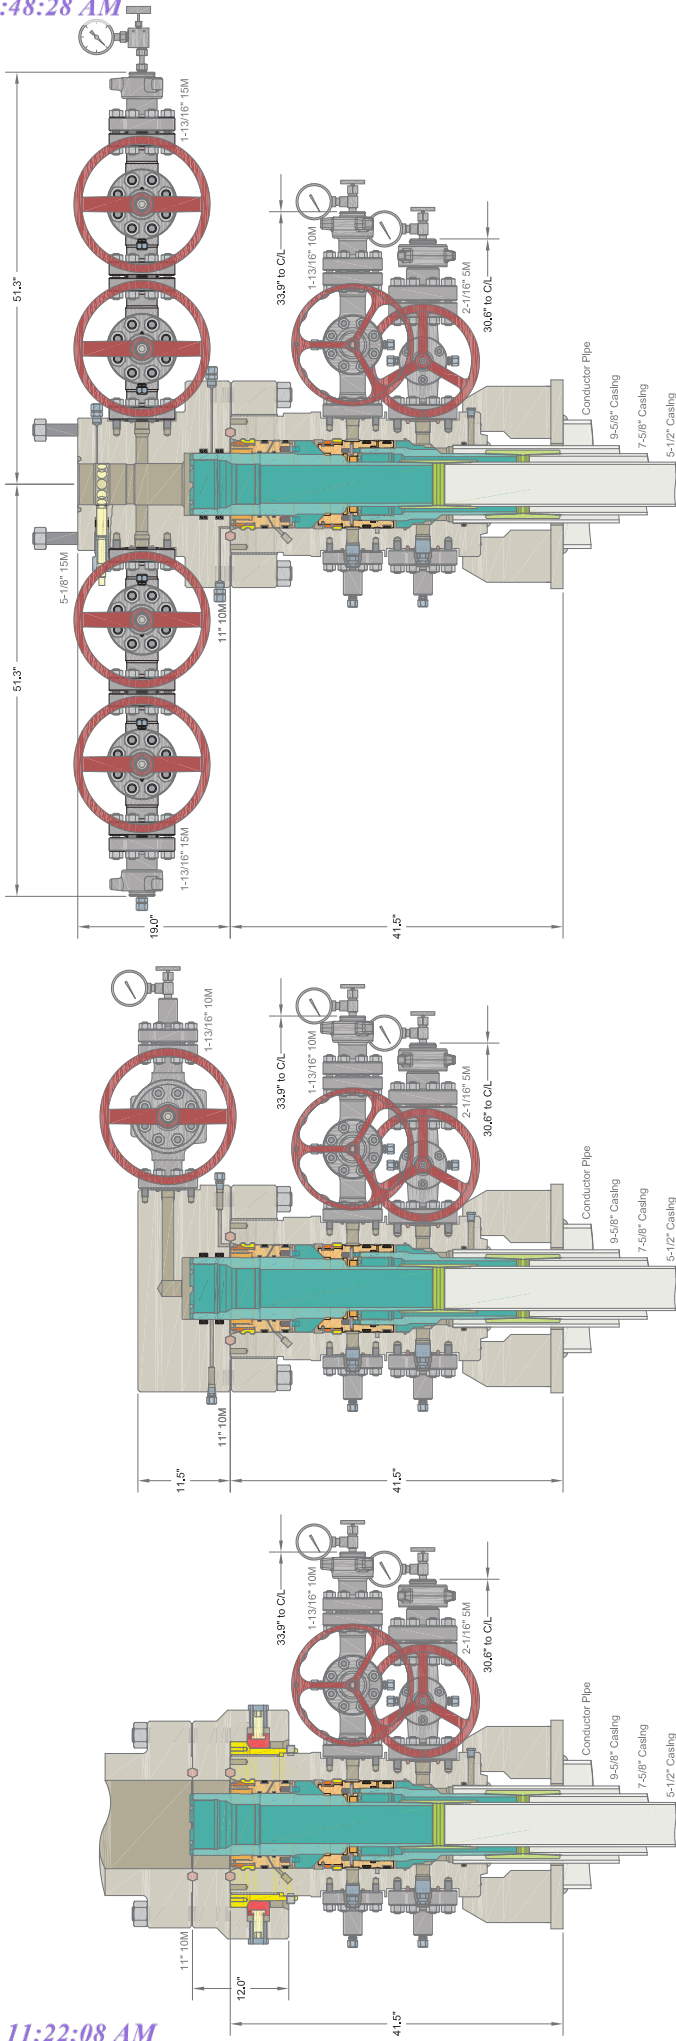 :48:28 AM
1-13/16" 15M
51.3"
33.9" to C/L
1-13/16" 10M
2-1/16" 5M
30.6" to C/L
Conductor Pipe
9-5/8" Casing
7-5/8" Casing
5-1/2" Casing
5-1/8" 15M
11" 10M
51.3"
1-13/16" 15M
19.0"
41.5"
1-13/16" 10M
33.9" to C/L
1-13/16" 10M
2-1/16" 5M
30.6" to C/L
Conductor Pipe
9-5/8" Casing
7-5/8" Casing
5-1/2" Casing
11" 10M
11.5"
41.5"
33.9" to C/L
1-13/16" 10M
2-1/16" 5M
30.6" to C/L
Conductor Pipe
9-5/8" Casing
7-5/8" Casing
5-1/2" Casing
11" 10M
12.0"
41.5"
11:22:08 AM